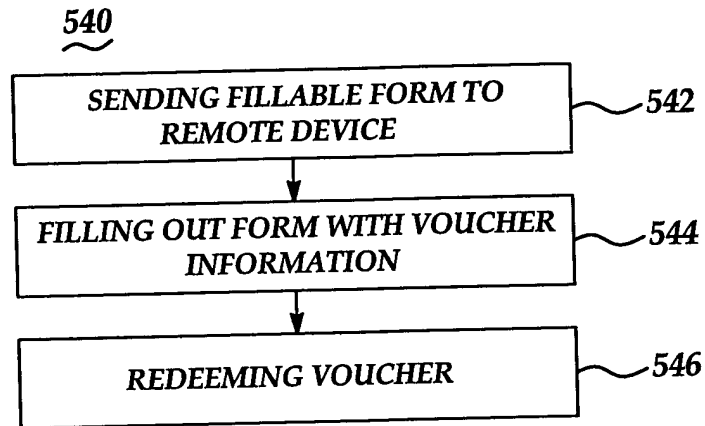 540
SENDING FILLABLE FORM TO
REMOTE DEVICE
542
FILLING OUT FORM WITH VOUCHER
INFORMATION
544
REDEEMING VOUCHER
546